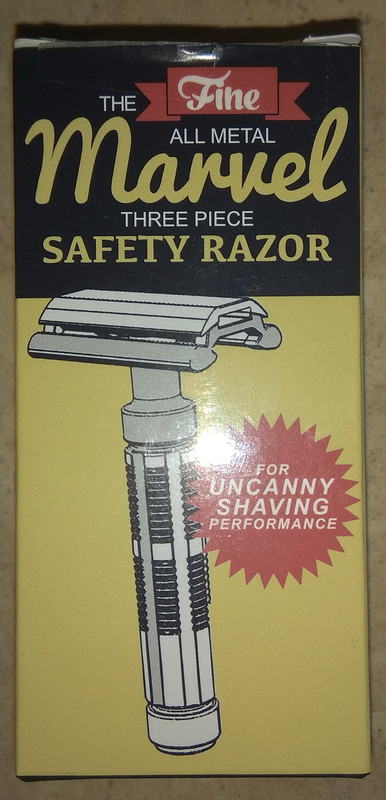 THE Fine
ALL METAL
Marvel
THREE PIECE
SAFETY RAZOR
FOR
UNCANNY
SHAVING
PERFORMANCE